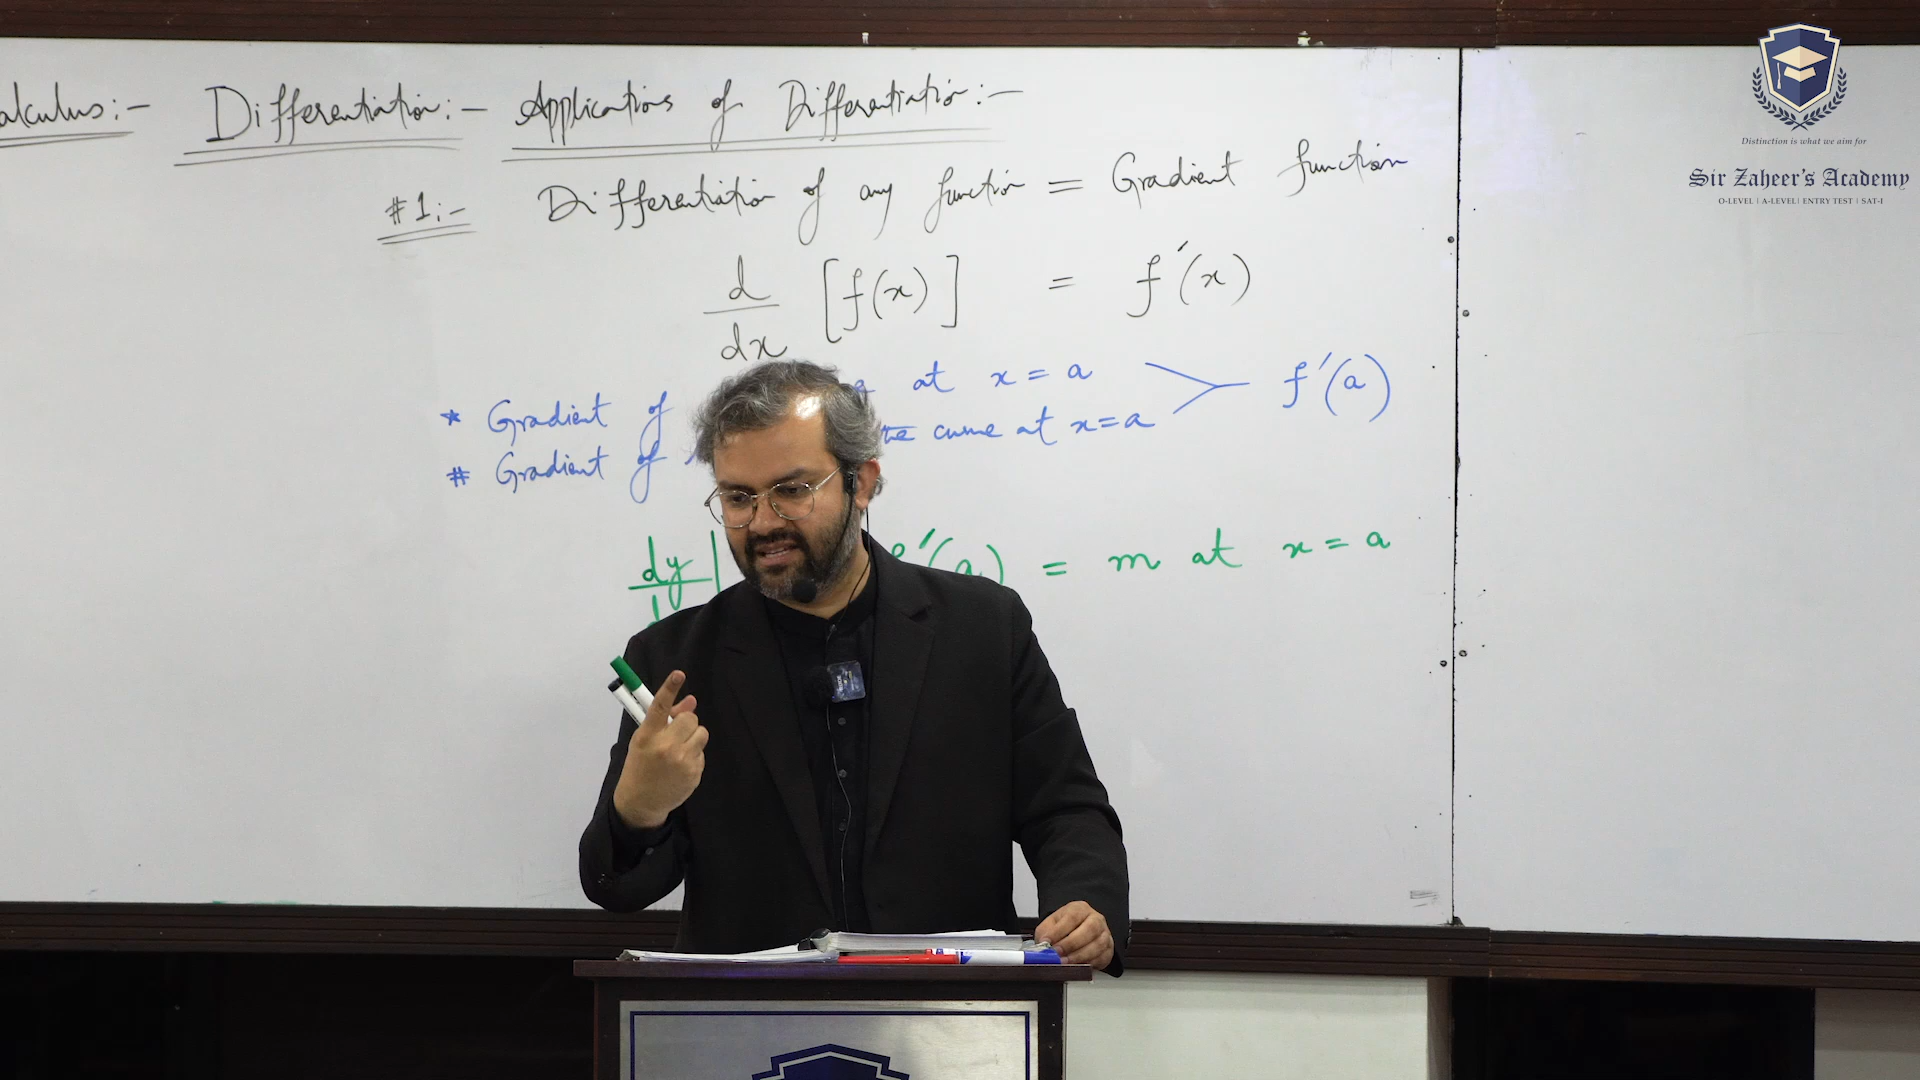 alculus:- Differentiation:- Applications of Differentiation:-
#1:- Differentiation of any function = Gradient function
d/dx [f(x)] = f'(x)
* Gradient of at x = a
# Gradient of the curve at x=a
f'(a)
dy f'(a) = m at x = a
Distinction is what we aim for
Sir Zaheer's Academy
O-LEVEL | A-LEVEL | ENTRY TEST | SAT-I